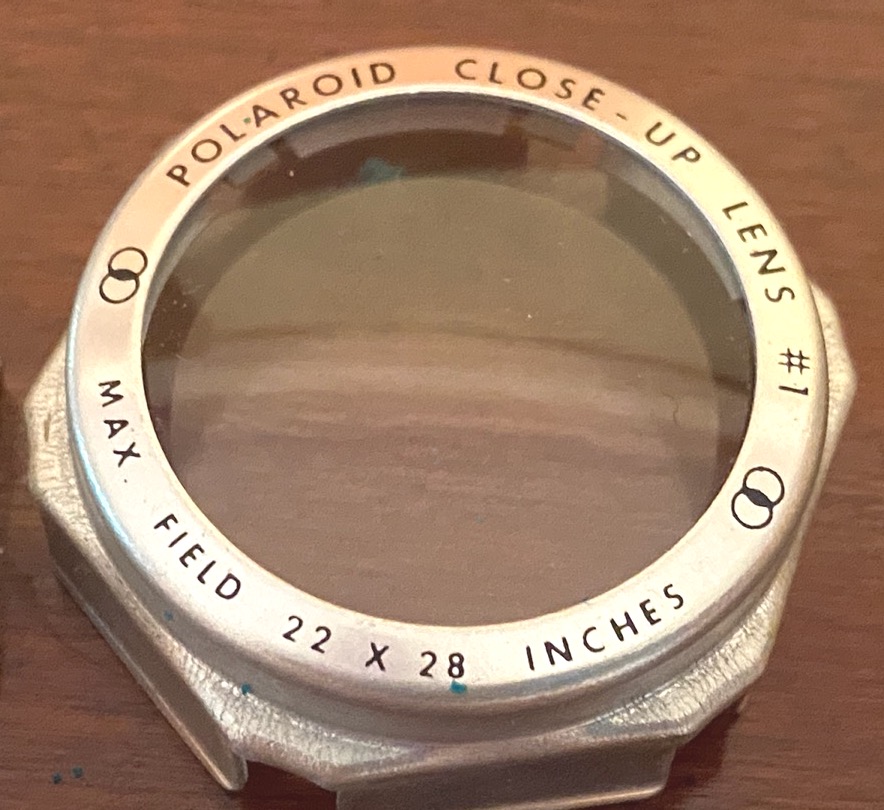 POLAROID CLOSE-UP LENS #1
MAX. FIELD 22 X 28 INCHES